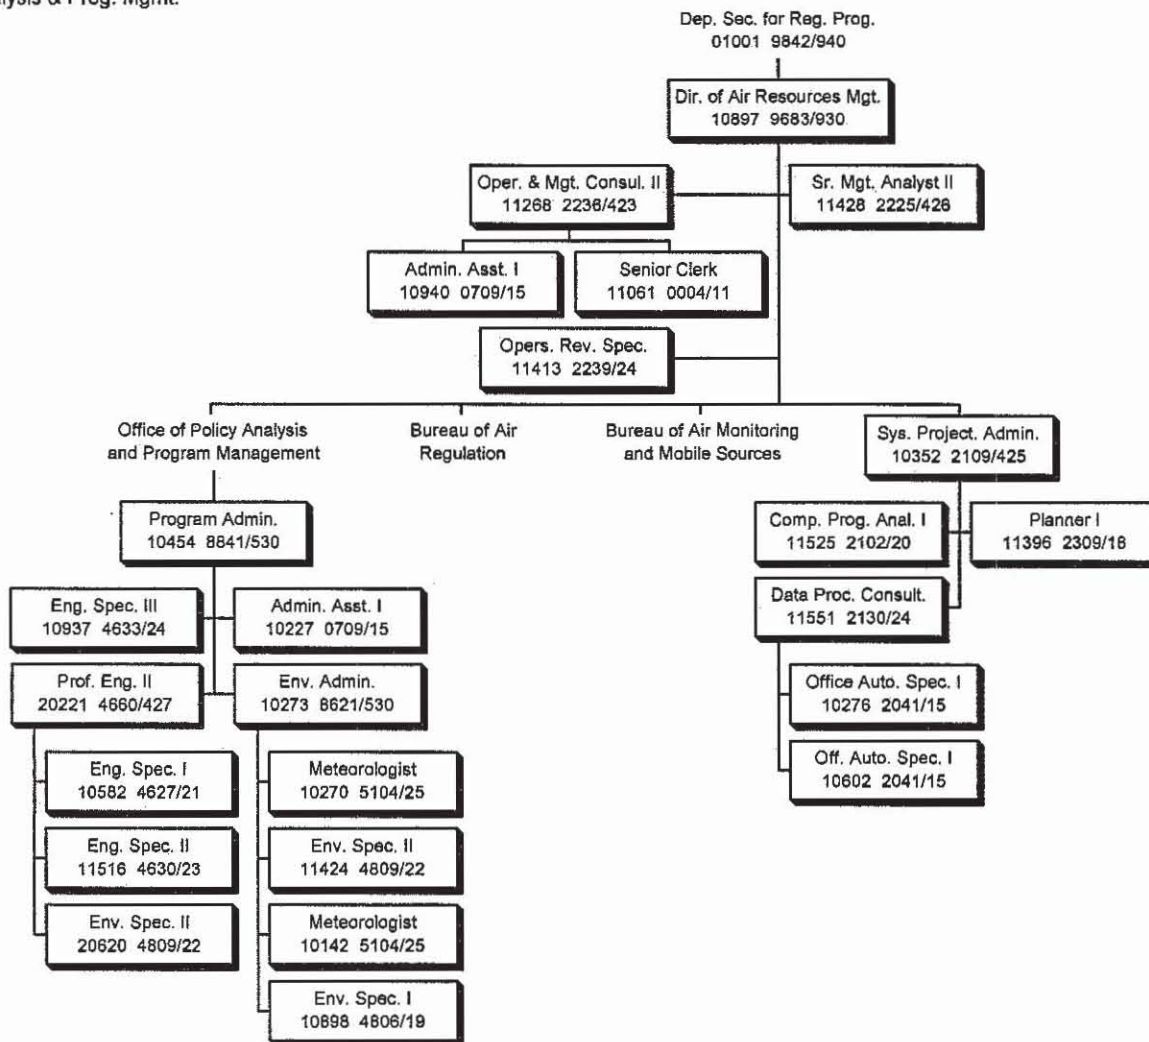 Analysis & Prog. Mgmt.
Dep. Sec. for Reg. Prog.
01001 9842/940
Dir. of Air Resources Mgt.
10897 9683/930
Oper. & Mgt. Consul. II
11268 2236/423
Sr. Mgt. Analyst II
11428 2225/426
Admin. Asst. I
10940 0709/15
Senior Clerk
11061 0004/11
Opers. Rev. Spec.
11413 2239/24
Office of Policy Analysis
and Program Management
Bureau of Air
Regulation
Bureau of Air Monitoring
and Mobile Sources
Sys. Project. Admin.
10352 2109/425
Program Admin.
10454 8841/530
Comp. Prog. Anal. I
11525 2102/20
Planner I
11396 2309/18
Eng. Spec. III
10937 4633/24
Admin. Asst. I
10227 0709/15
Data Proc. Consult.
11551 2130/24
Prof. Eng. II
20221 4660/427
Env. Admin.
10273 8621/530
Office Auto. Spec. I
10276 2041/15
Eng. Spec. I
10582 4627/21
Meteorologist
10270 5104/25
Off. Auto. Spec. I
10602 2041/15
Eng. Spec. II
11516 4630/23
Env. Spec. II
11424 4809/22
Env. Spec. II
20620 4809/22
Meteorologist
10142 5104/25
Env. Spec. I
10898 4806/19